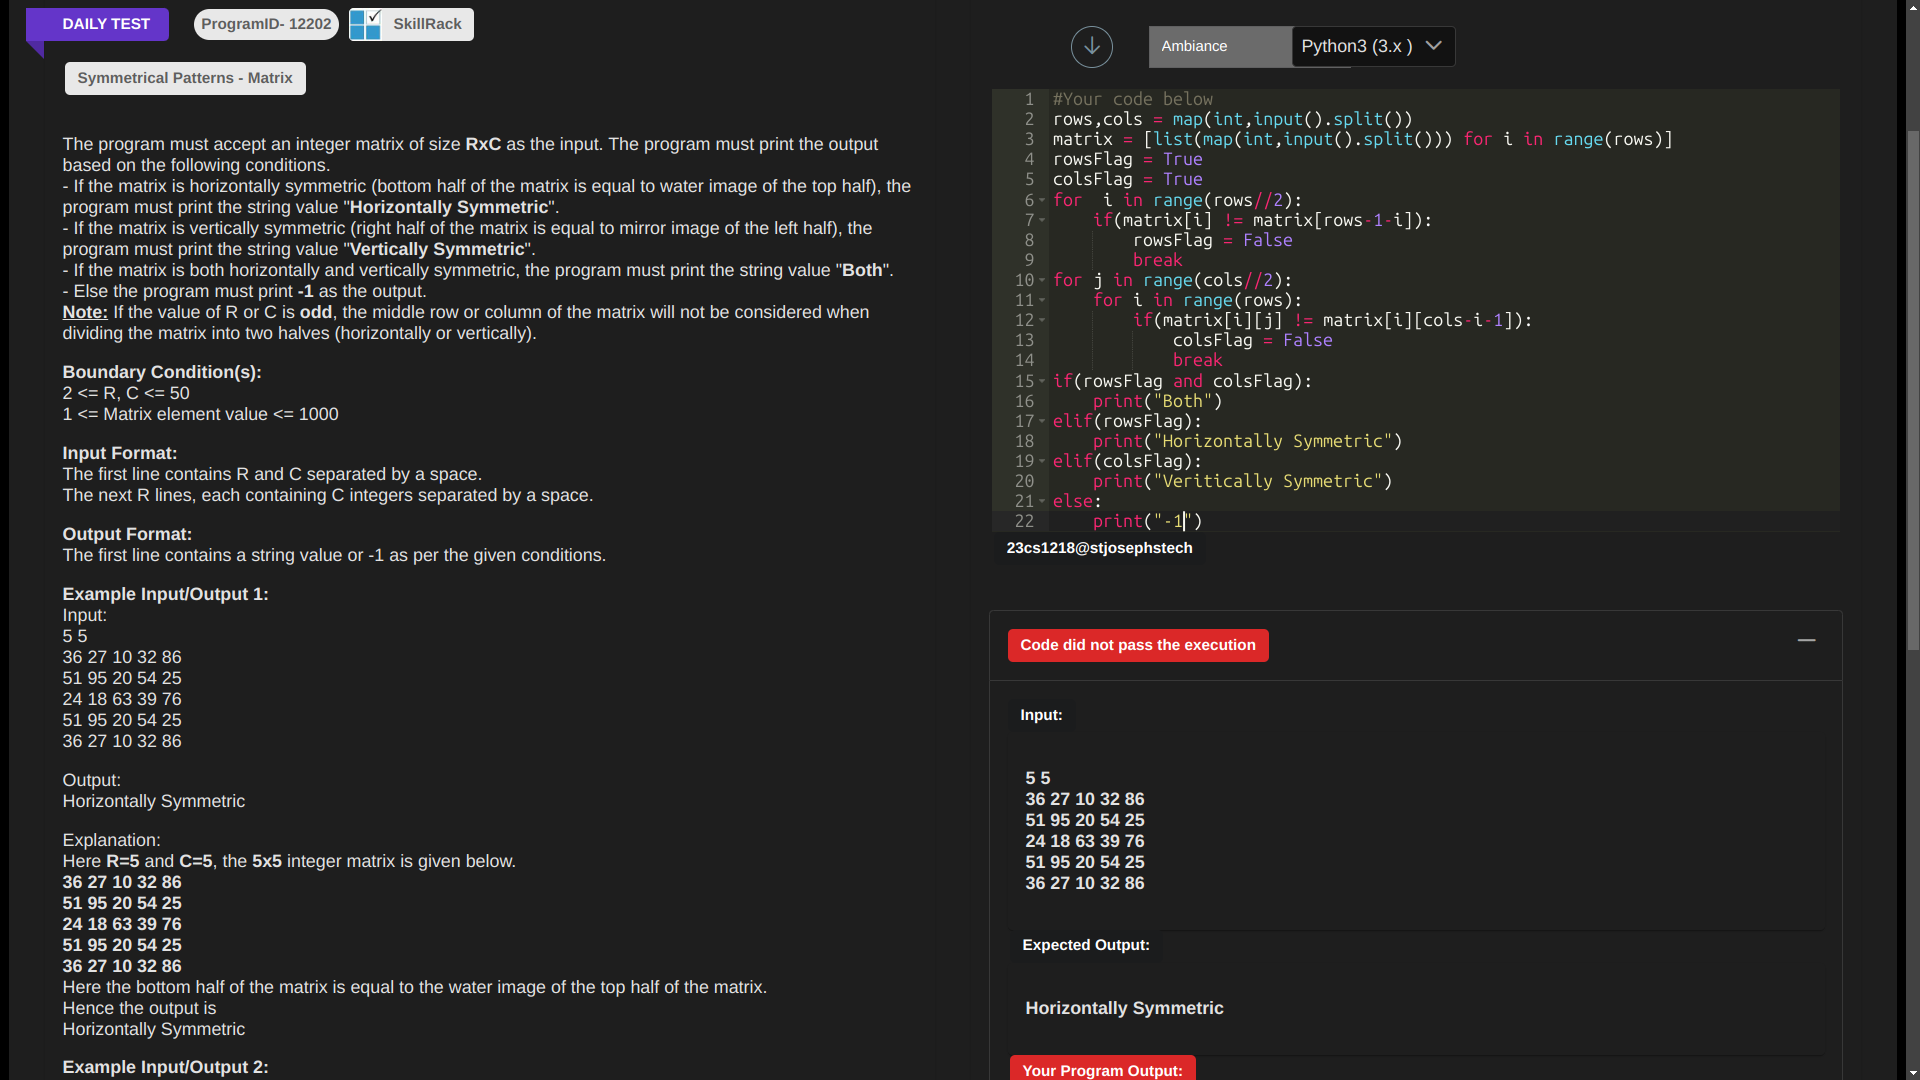 DAILY TEST
ProgramID- 12202
SkillRack
Symmetrical Patterns - Matrix
The program must accept an integer matrix of size RxC as the input. The program must print the output
based on the following conditions.
- If the matrix is horizontally symmetric (bottom half of the matrix is equal to water image of the top half), the
program must print the string value "Horizontally Symmetric".
- If the matrix is vertically symmetric (right half of the matrix is equal to mirror image of the left half), the
program must print the string value "Vertically Symmetric".
- If the matrix is both horizontally and vertically symmetric, the program must print the string value "Both".
- Else the program must print -1 as the output.
Note: If the value of R or C is odd, the middle row or column of the matrix will not be considered when
dividing the matrix into two halves (horizontally or vertically).
Boundary Condition(s):
2 <= R, C <= 50
1 <= Matrix element value <= 1000
Input Format:
The first line contains R and C separated by a space.
The next R lines, each containing C integers separated by a space.
Output Format:
The first line contains a string value or -1 as per the given conditions.
Example Input/Output 1:
Input:
5 5
36 27 10 32 86
51 95 20 54 25
24 18 63 39 76
51 95 20 54 25
36 27 10 32 86
Output:
Horizontally Symmetric
Explanation:
Here R=5 and C=5, the 5x5 integer matrix is given below.
36 27 10 32 86
51 95 20 54 25
24 18 63 39 76
51 95 20 54 25
36 27 10 32 86
Here the bottom half of the matrix is equal to the water image of the top half of the matrix.
Hence the output is
Horizontally Symmetric
Example Input/Output 2:
Ambiance
Python3 (3.x )
1 #Your code below
2 rows,cols = map(int,input().split())
3 matrix = [list(map(int,input().split())) for i in range(rows)]
4 rowsFlag = True
5 colsFlag = True
6 for  i in range(rows//2):
7     if(matrix[i] != matrix[rows-1-i]):
8         rowsFlag = False
9         break
10 for j in range(cols//2):
11     for i in range(rows):
12         if(matrix[i][j] != matrix[i][cols-i-1]):
13             colsFlag = False
14             break
15 if(rowsFlag and colsFlag):
16     print("Both")
17 elif(rowsFlag):
18     print("Horizontally Symmetric")
19 elif(colsFlag):
20     print("Veritically Symmetric")
21 else:
22     print("-1")
23cs1218@stjosephstech
Code did not pass the execution
Input:
5 5
36 27 10 32 86
51 95 20 54 25
24 18 63 39 76
51 95 20 54 25
36 27 10 32 86
Expected Output:
Horizontally Symmetric
Your Program Output: